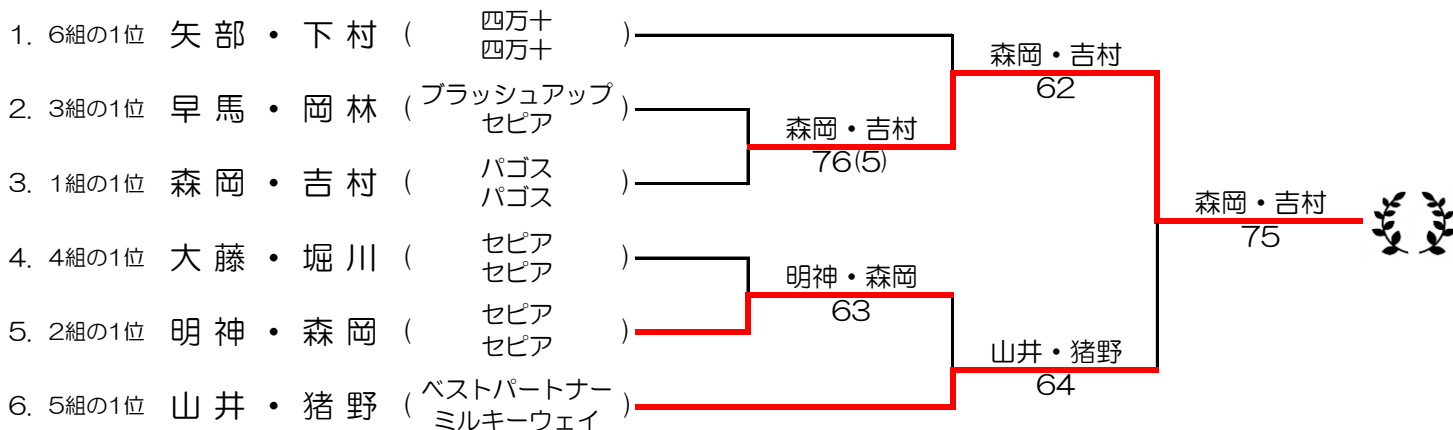 1. 6組の1位 矢部・下村 ( 四万十 四万十 )
2. 3組の1位 早馬・岡林 ( ブラッシュアップ セピア )
3. 1組の1位 森岡・吉村 ( パゴス パゴス )
4. 4組の1位 大藤・堀川 ( セピア セピア )
5. 2組の1位 明神・森岡 ( セピア セピア )
6. 5組の1位 山井・猪野 ( ベストパートナー ミルキーウェイ )
森岡・吉村
76(5)
明神・森岡
63
森岡・吉村
62
山井・猪野
64
森岡・吉村
75